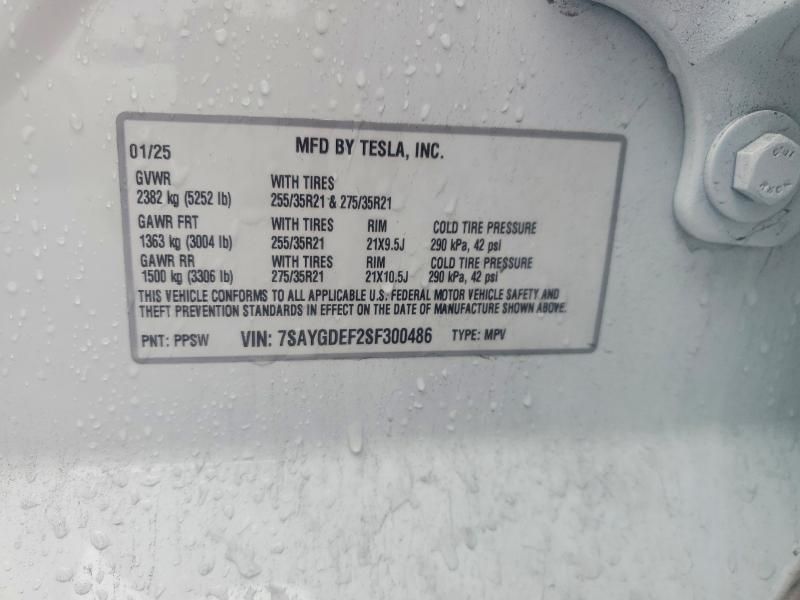 01/25 MFD BY TESLA, INC.
GVWR WITH TIRES
2382 kg (5252 lb) 255/35R21 & 275/35R21
GAWR FRT WITH TIRES RIM COLD TIRE PRESSURE
1363 kg (3004 lb) 255/35R21 21X9.5J 290 kPa, 42 psi
GAWR RR WITH TIRES RIM COLD TIRE PRESSURE
1500 kg (3306 lb) 275/35R21 21X10.5J 290 kPa, 42 psi
THIS VEHICLE CONFORMS TO ALL APPLICABLE U.S. FEDERAL MOTOR VEHICLE SAFETY AND
THEFT PREVENTION STANDARDS IN EFFECT ON THE DATE OF MANUFACTURE SHOWN ABOVE.
PNT: PPSW VIN: 7SAYGDEF2SF300486 TYPE: MPV